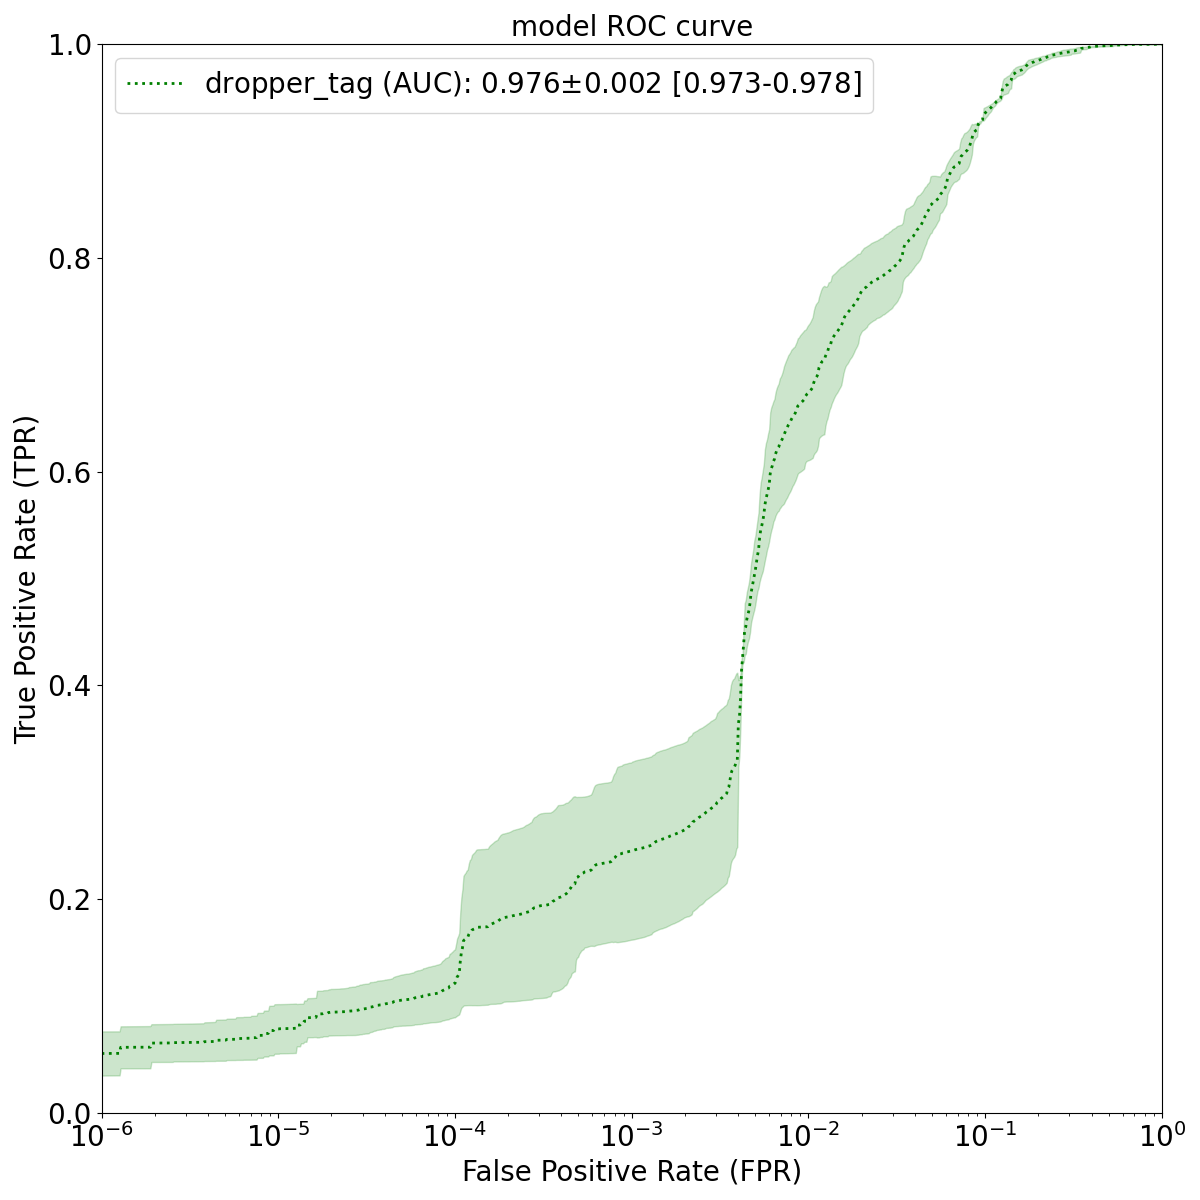 model ROC curve
dropper_tag (AUC): 0.976±0.002 [0.973-0.978]
True Positive Rate (TPR)
1.0
0.8
0.6
0.4
0.2
0.0
10⁻⁶ 10⁻⁵ 10⁻⁴ 10⁻³ 10⁻² 10⁻¹ 10⁰
False Positive Rate (FPR)